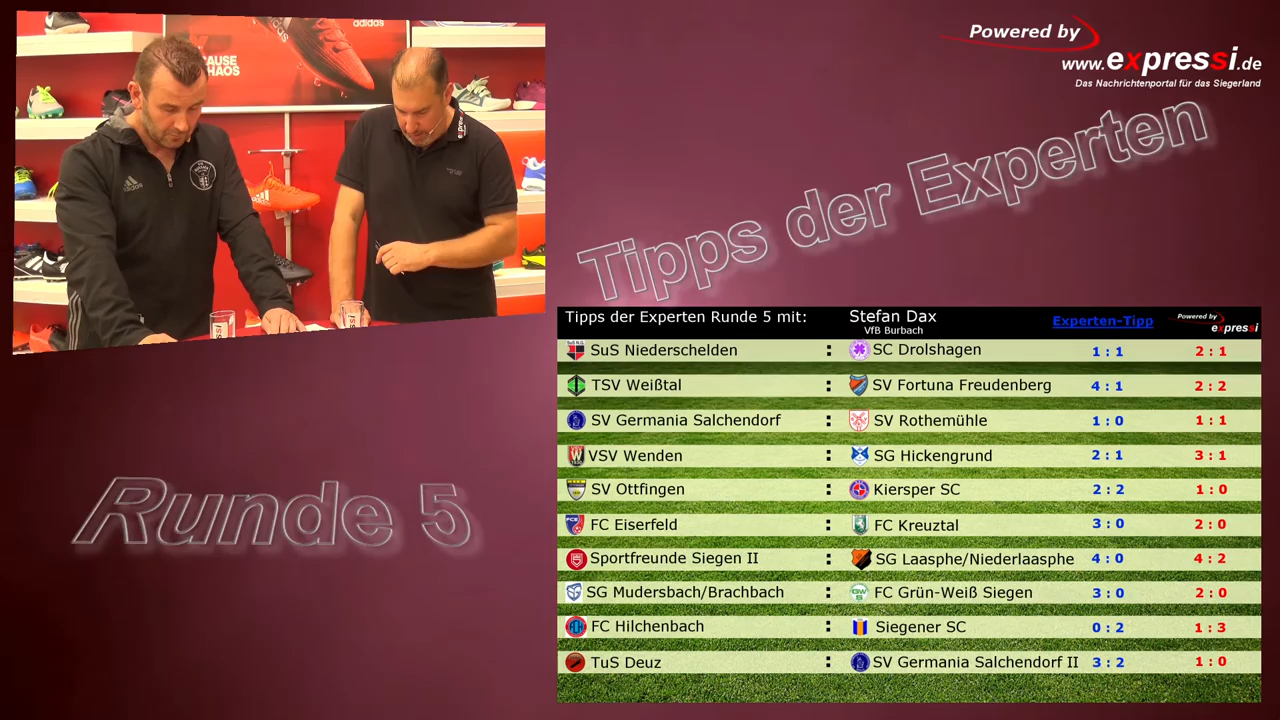 adidas
CAUSE
CHAOS
adidas
Powered by
www.expressi.de
Das Nachrichtenportal für das Siegerland
Tipps der Experten
Runde 5
Tipps der Experten Runde 5 mit: Stefan Dax Experten-Tipp Powered by
VfB Burbach expressi
SuS Niederschelden : SC Drolshagen 1 : 1 2 : 1
TSV Weißtal : SV Fortuna Freudenberg 4 : 1 2 : 2
SV Germania Salchendorf : SV Rothemühle 1 : 0 1 : 1
VSV Wenden : SG Hickengrund 2 : 1 3 : 1
SV Ottfingen : Kiersper SC 2 : 2 1 : 0
FC Eiserfeld : FC Kreuztal 3 : 0 2 : 0
Sportfreunde Siegen II : SG Laasphe/Niederlaasphe 4 : 0 4 : 2
SG Mudersbach/Brachbach : FC Grün-Weiß Siegen 3 : 0 2 : 0
FC Hilchenbach : Siegener SC 0 : 2 1 : 3
TuS Deuz : SV Germania Salchendorf II 3 : 2 1 : 0